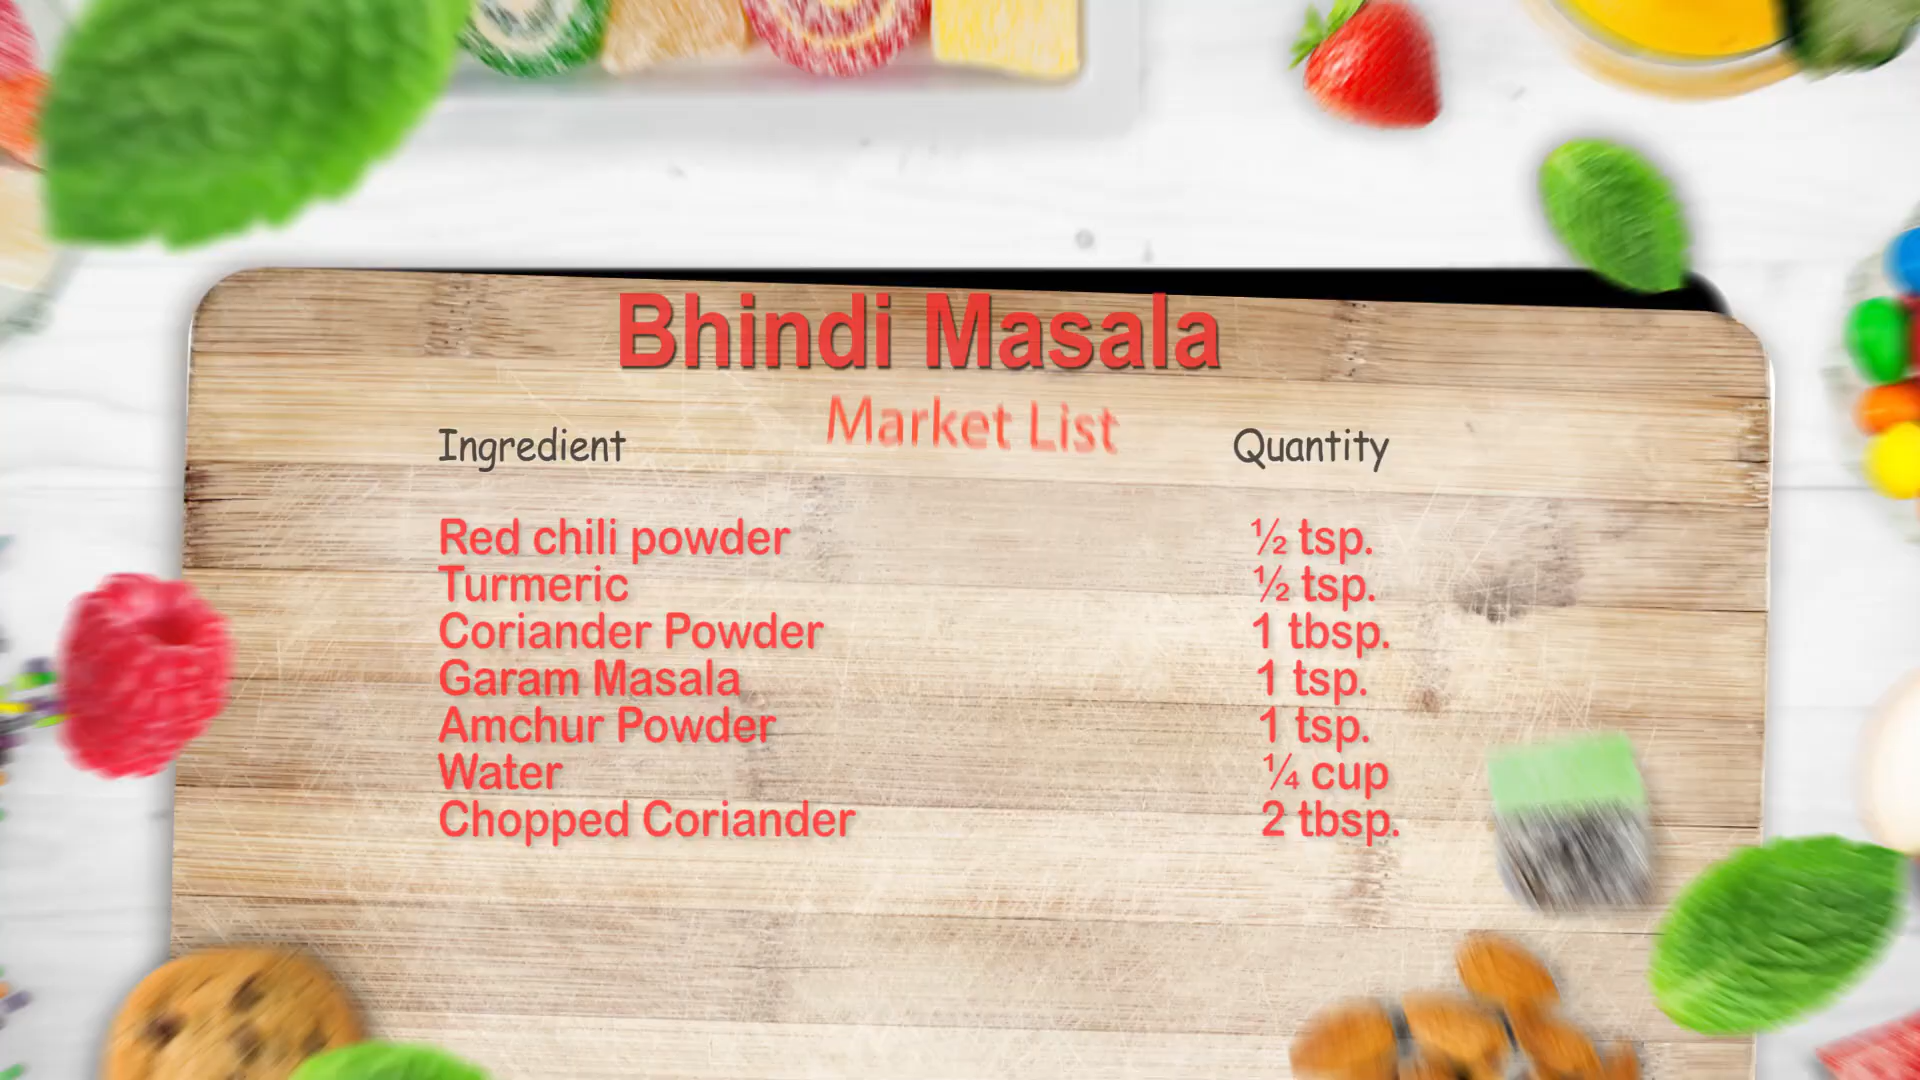 Bhindi Masala
Market List
Ingredient Quantity
Red chili powder ½ tsp.
Turmeric ½ tsp.
Coriander Powder 1 tbsp.
Garam Masala 1 tsp.
Amchur Powder 1 tsp.
Water ¼ cup
Chopped Coriander 2 tbsp.